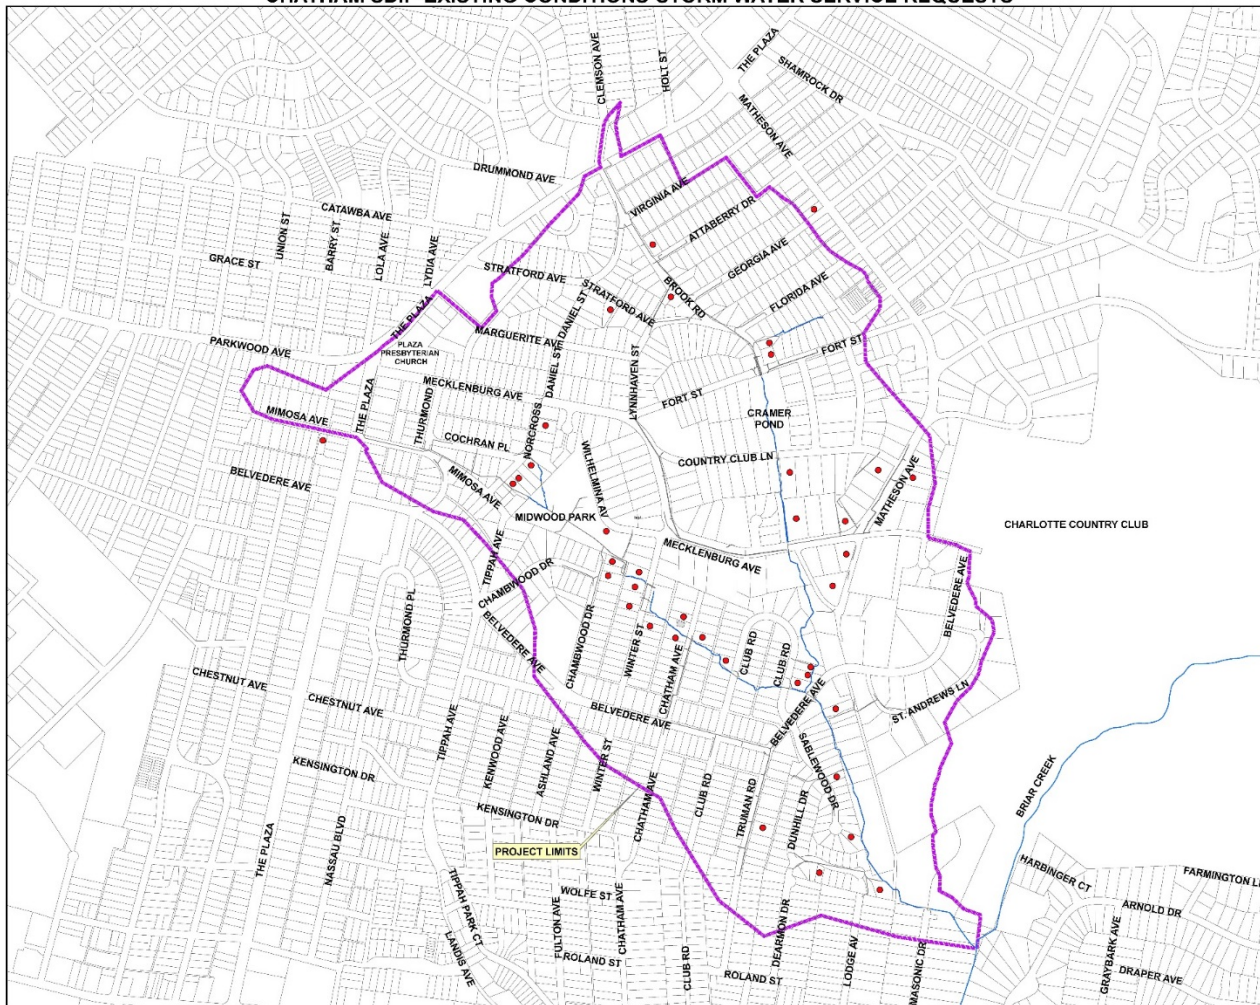 CHATHAM SDIP EXISTING CONDITIONS STORM WATER SERVICE REQUESTS
CLEMSON AVE
HOLT ST
THE PLAZA
SHAMROCK DR
MATHESON AVE
DRUMMOND AVE
VIRGINIA AVE
CATAWBA AVE
ATTABERRY DR
UNION ST
BARRY ST
LOLA AVE
LYDIA AVE
GRACE ST
GEORGIA AVE
STRATFORD AVE
STRATFORD AVE
BROOK RD
FLORIDA AVE
DANIEL ST
THE PLAZA
MARGUERITE AVE
PARKWOOD AVE
PLAZA
PRESBYTERIAN
CHURCH
FORT ST
DANIEL ST
LYNNHAVEN ST
MECKLENBURG AVE
FORT ST
THE PLAZA
THURMOND
MIMOSA AVE
CRAMER
POND
NORCROSS
COCHRAN PL
WILHELMINA AV
COUNTRY CLUB LN
BELVEDERE AVE
MIMOSA AVE
MATHESON AVE
MIDWOOD PARK
CHARLOTTE COUNTRY CLUB
TIPPAH AVE
MECKLENBURG AVE
CHAMBWOOD DR
BELVEDERE AVE
THURMOND PL
BELVEDERE AVE
CHAMBWOOD DR
WINTER ST
CHATHAM AVE
CLUB RD
CLUB RD
CHESTNUT AVE
ST. ANDREWS LN
BELVEDERE AVE
CHESTNUT AVE
BELVEDERE AVE
TIPPAH AVE
KENWOOD AVE
ASHLAND AVE
WINTER ST
SABLEWOOD DR
KENSINGTON DR
BRIAR CREEK
CHATHAM AVE
CLUB RD
TRUMAN RD
DUNHILL DR
KENSINGTON DR
THE PLAZA
NASSAU BLVD
PROJECT LIMITS
HARBINGER CT
FARMINGTON L
TIPPAH PARK CT
WOLFE ST
ARNOLD DR
FULTON AVE
CHATHAM AVE
DEARMON DR
LODGE AV
MASONIC DR
GRAYBARK AVE
LANDIS AVE
ROLAND ST
CLUB RD
ROLAND ST
DRAPER AVE